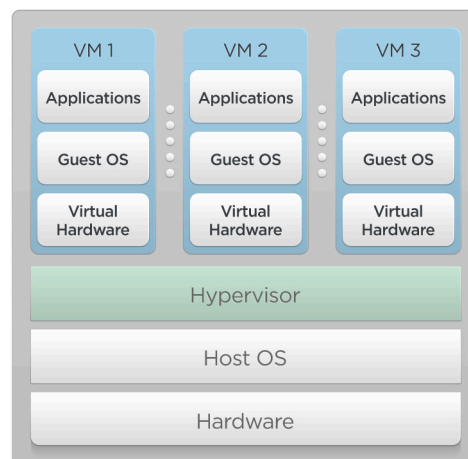 VM 1
Applications
Guest OS
Virtual
Hardware
VM 2
Applications
Guest OS
Virtual
Hardware
VM 3
Applications
Guest OS
Virtual
Hardware
Hypervisor
Host OS
Hardware